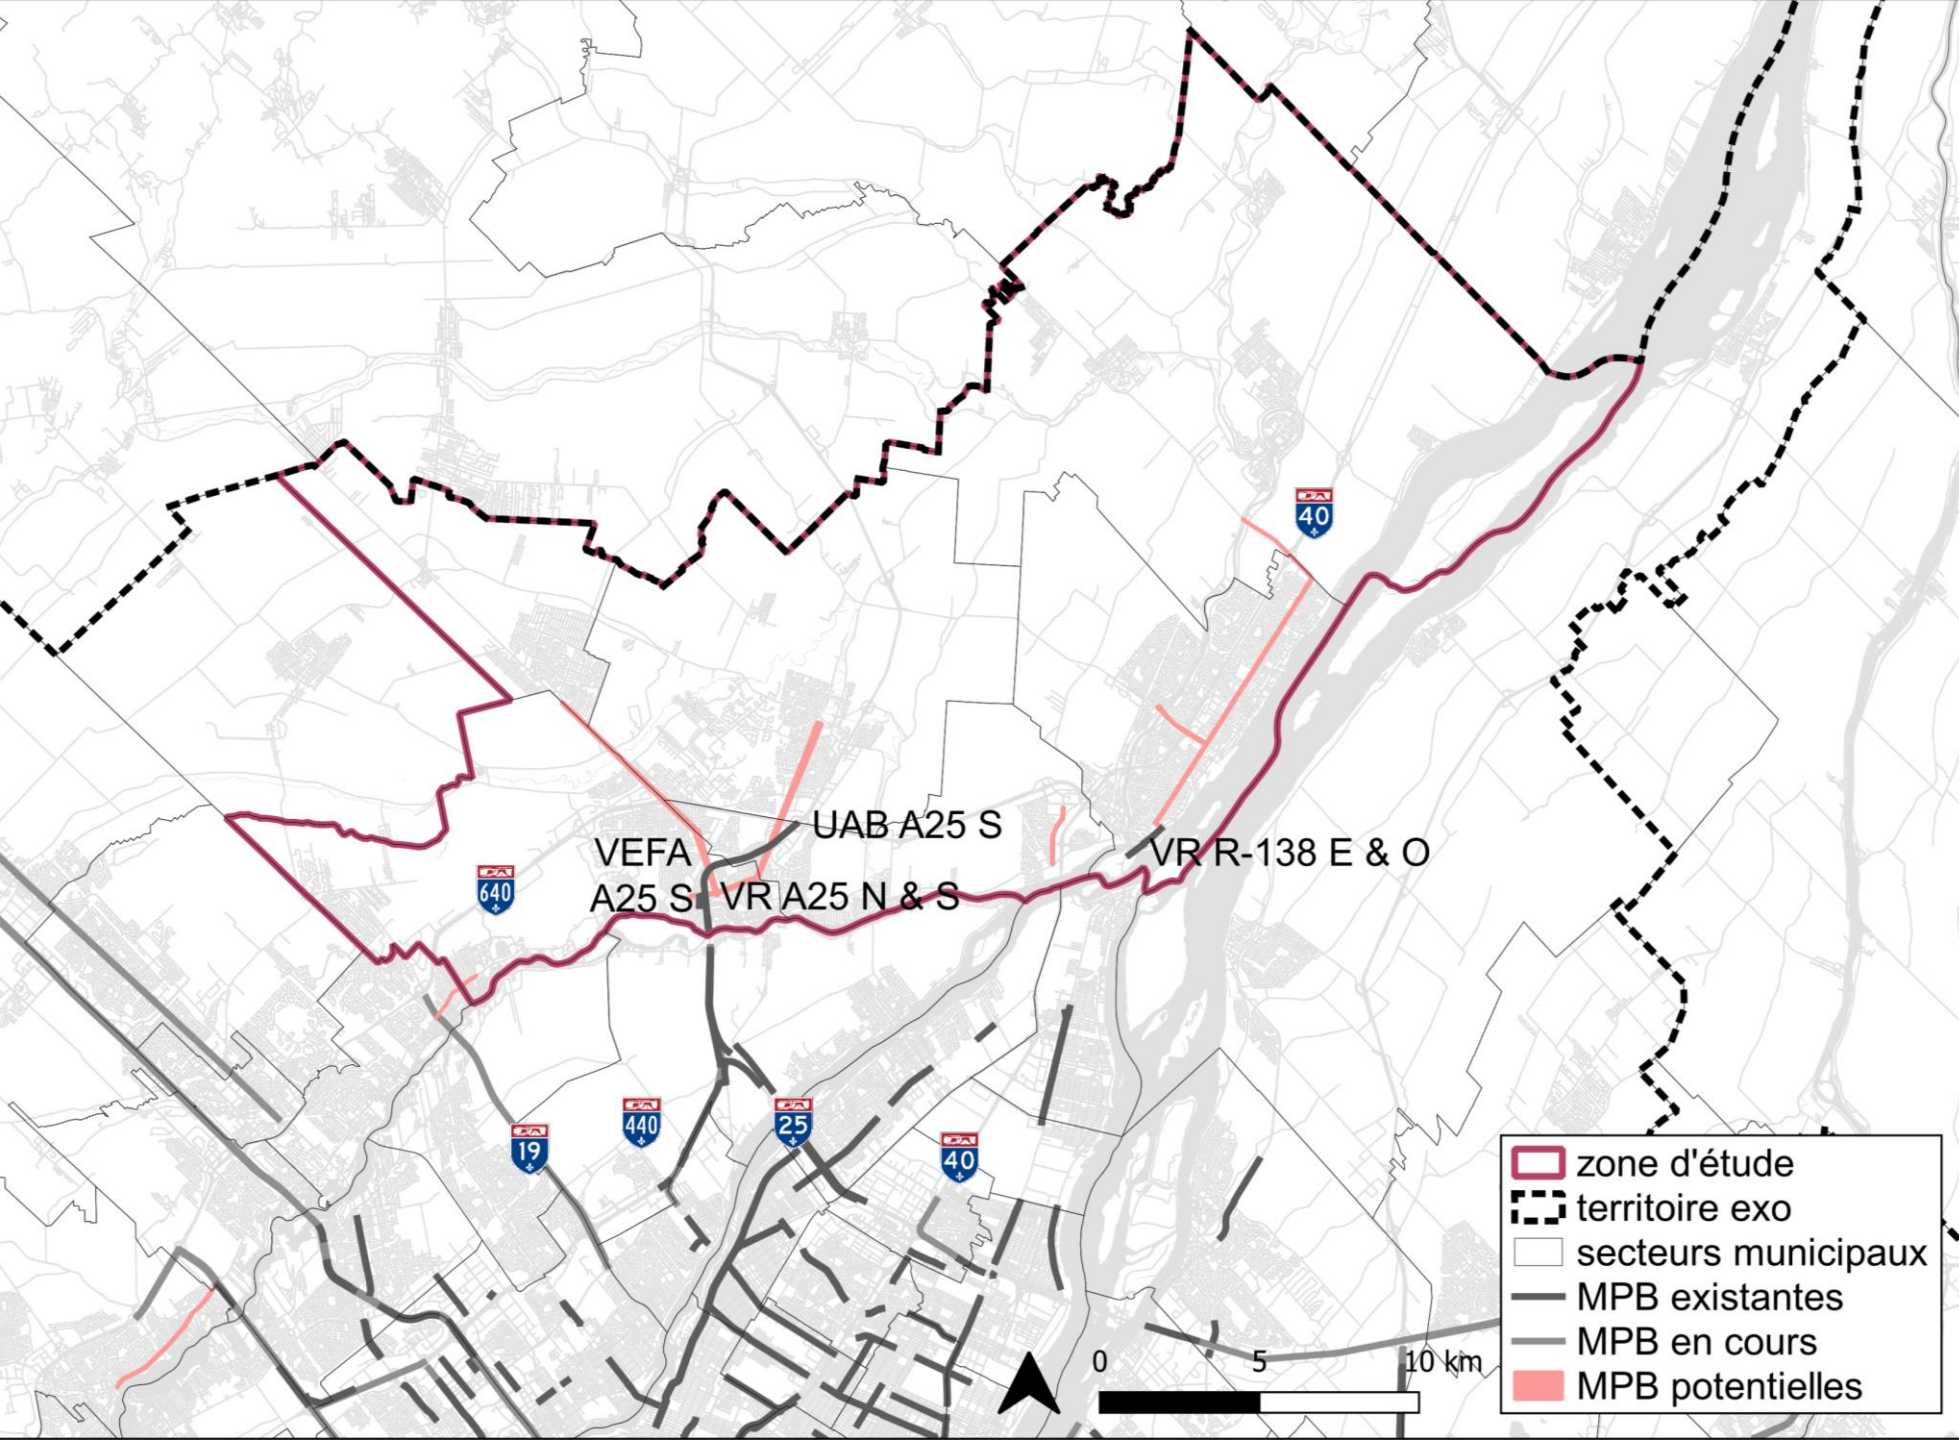 40
UAB A25 S
VEFA
A25 S
VR A25 N & S
VR R-138 E & O
640
440
25
19
40
0 5 10 km
zone d'étude
territoire exo
secteurs municipaux
MPB existantes
MPB en cours
MPB potentielles